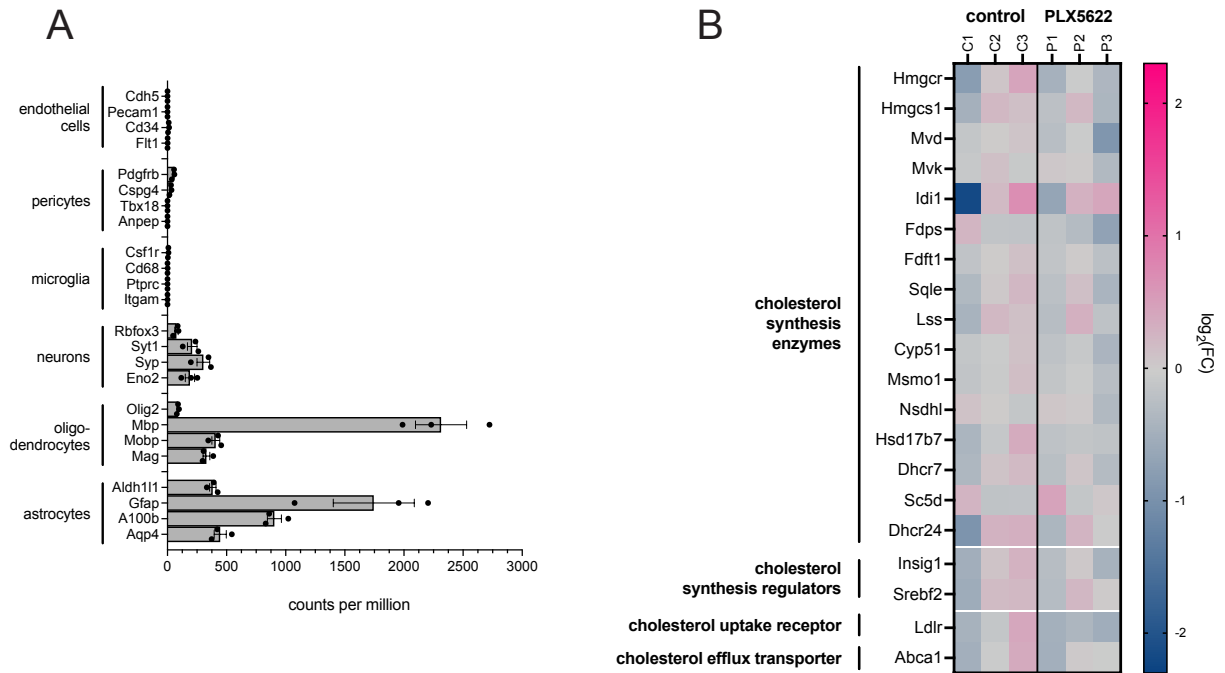 A
endothelial
cells
Cdh5
Pecam1
Cd34
Flt1
pericytes
Pdgfrb
Cspg4
Tbx18
Anpep
microglia
Csf1r
Cd68
Ptprc
Itgam
neurons
Rbfox3
Syt1
Syp
Eno2
oligo-
dendrocytes
Olig2
Mbp
Mobp
Mag
astrocytes
Aldh1l1
Gfap
A100b
Aqp4
0 500 1000 1500 2000 2500 3000
counts per million
B
control PLX5622
C1 C2 C3 P1 P2 P3
cholesterol
synthesis
enzymes
Hmgcr
Hmgcs1
Mvd
Mvk
Idi1
Fdps
Fdft1
Sqle
Lss
Cyp51
Msmo1
Nsdhl
Hsd17b7
Dhcr7
Sc5d
Dhcr24
cholesterol
synthesis regulators
Insig1
Srebf2
cholesterol uptake receptor
Ldlr
cholesterol efflux transporter
Abca1
2
1
0
-1
-2
log2(FC)